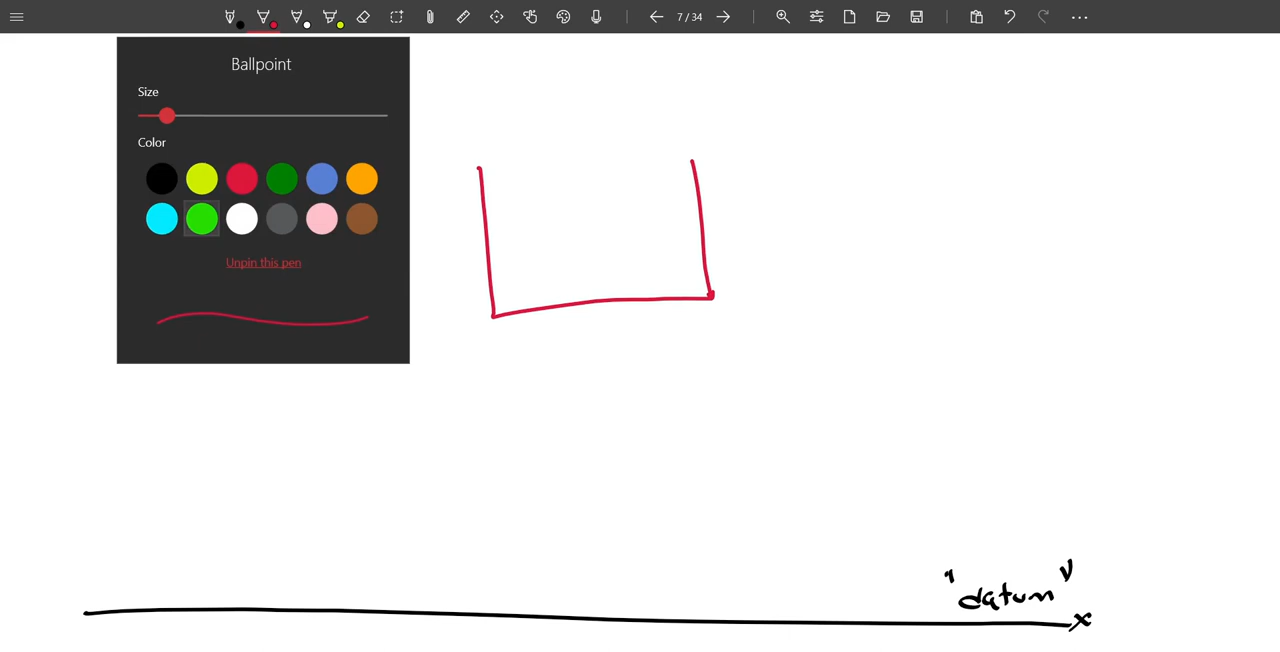 7 / 34
Ballpoint
Size
Color
Unpin this pen
"datum"
x